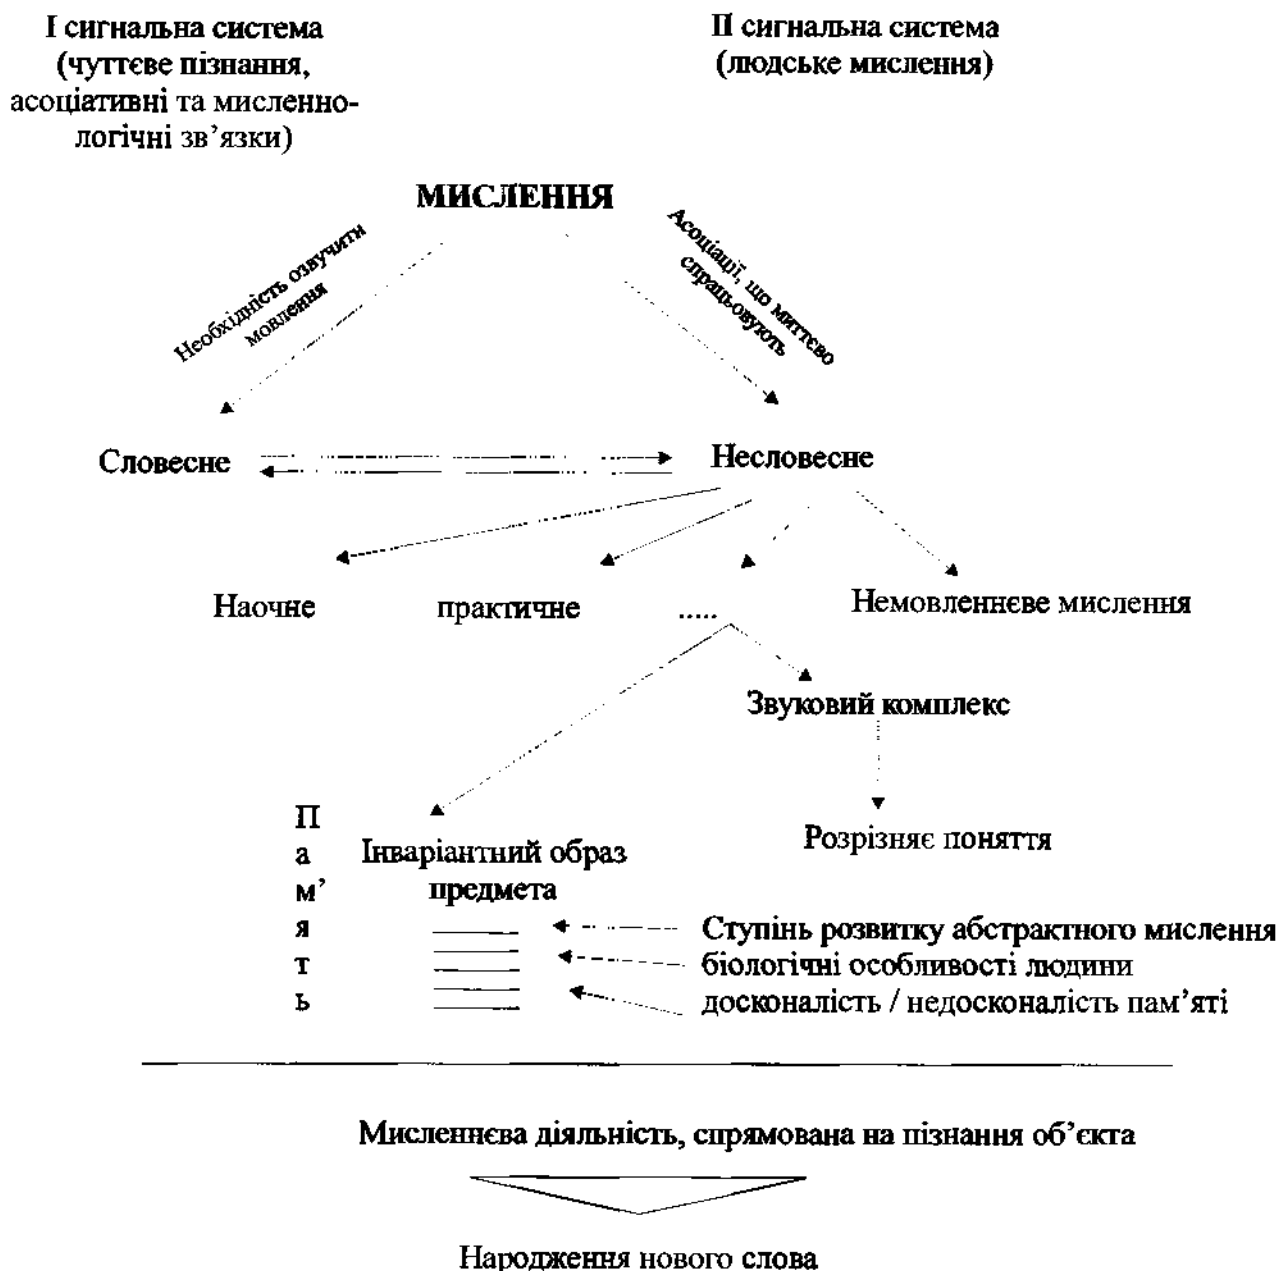 І сигнальна система
(чуттєве пізнання,
асоціативні та мисленно-
логічні зв’язки)
ІІ сигнальна система
(людське мислення)
МИСЛЕННЯ
Необхідність озвучити
мовлення
Асоціації, що миттєво
спрацьовують
Словесне
Несловесне
Наочне
практичне
.....
Немовленнєве мислення
Звуковий комплекс
Розрізняє поняття
П
а
м’
я
т
ь
Інваріантний образ
предмета
Ступінь розвитку абстрактного мислення
біологічні особливості людини
досконалість / недосконалість пам’яті
Мисленнєва діяльність, спрямована на пізнання об’єкта
Народження нового слова